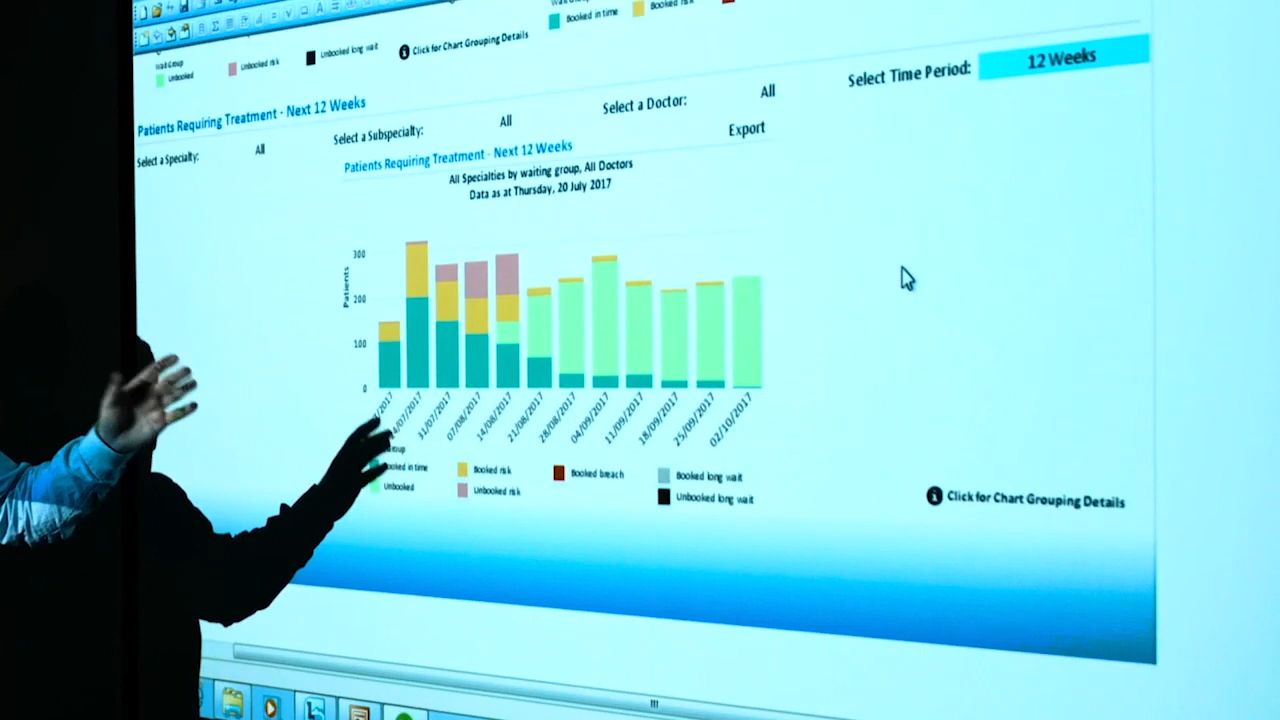 Booked in time
Wait Group
Unbooked
Unbooked risk
Unbooked long wait
Click for Chart Grouping Details
Patients Requiring Treatment - Next 12 Weeks
Select Time Period:
12 Weeks
Select a Specialty:
All
Select a Subspecialty:
All
Select a Doctor:
All
Export
Patients Requiring Treatment - Next 12 Weeks
All Specialties by waiting group, All Doctors
Data as at Thursday, 20 July 2017
Patients
300
200
100
0
31/07/2017
07/08/2017
14/08/2017
21/08/2017
28/08/2017
04/09/2017
11/09/2017
18/09/2017
25/09/2017
02/10/2017
Booked in time
Booked risk
Booked breach
Booked long wait
Unbooked
Unbooked risk
Unbooked long wait
Click for Chart Grouping Details